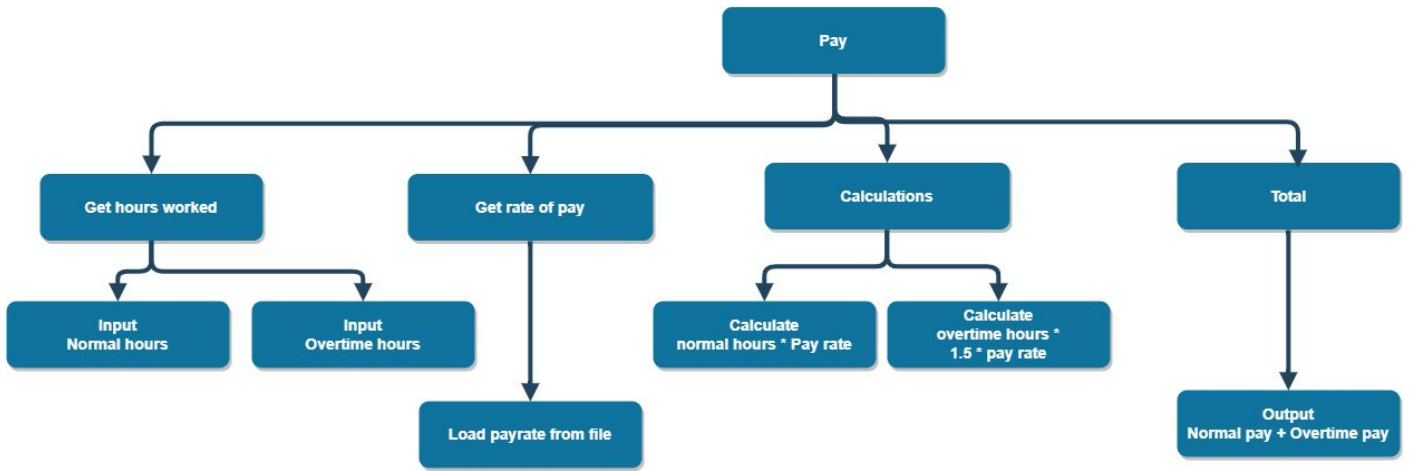 Pay
Get hours worked
Get rate of pay
Calculations
Total
Input
Normal hours
Input
Overtime hours
Calculate
normal hours * Pay rate
Calculate
overtime hours *
1.5 * pay rate
Load payrate from file
Output
Normal pay + Overtime pay